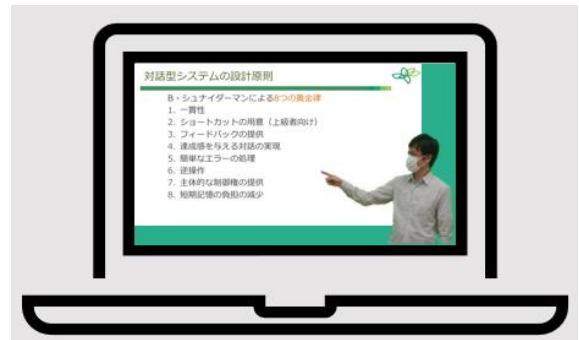 対話型システムの設計原則
B・シュナイダーマンによる8つの黄金律
1. 一貫性
2. ショートカットの用意（上級者向け）
3. フィードバックの提供
4. 達成感を与える対話の実現
5. 簡単なエラーの処理
6. 逆操作
7. 主体的な制御権の提供
8. 短期記憶の負担の減少